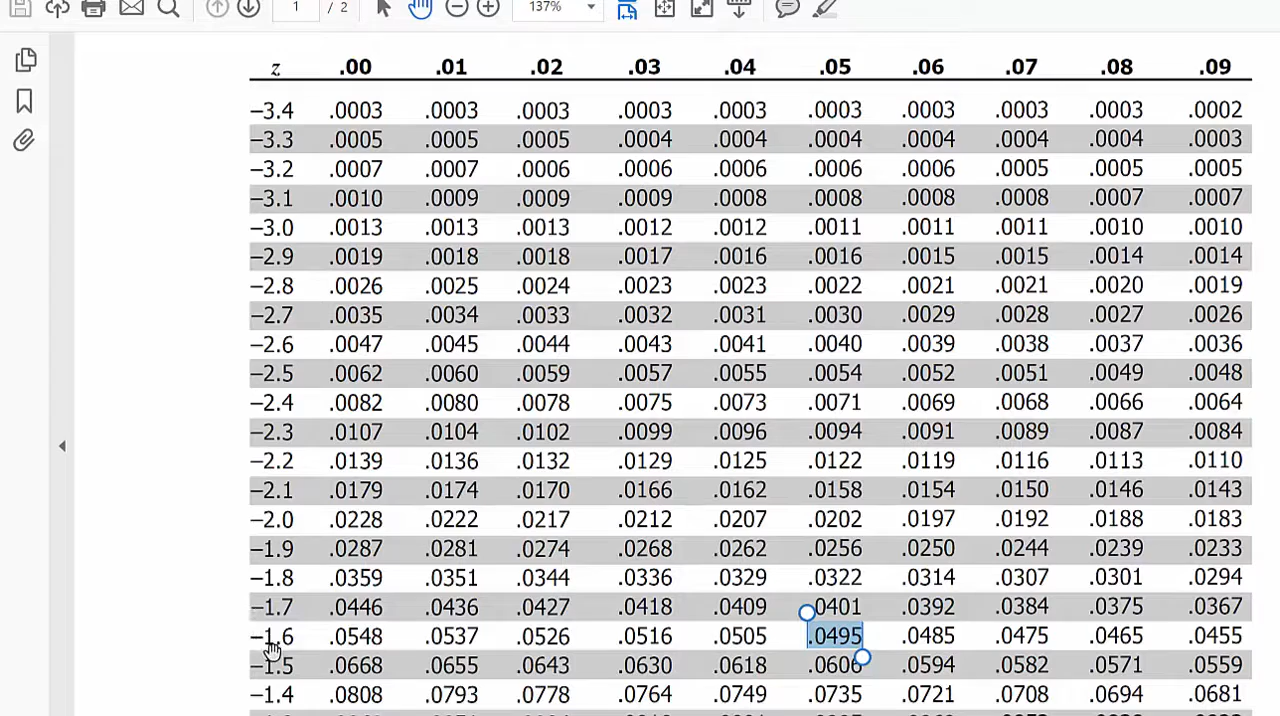 1 / 2 137%
z .00 .01 .02 .03 .04 .05 .06 .07 .08 .09
–3.4 .0003 .0003 .0003 .0003 .0003 .0003 .0003 .0003 .0003 .0002
–3.3 .0005 .0005 .0005 .0004 .0004 .0004 .0004 .0004 .0004 .0003
–3.2 .0007 .0007 .0006 .0006 .0006 .0006 .0006 .0005 .0005 .0005
–3.1 .0010 .0009 .0009 .0009 .0008 .0008 .0008 .0008 .0007 .0007
–3.0 .0013 .0013 .0013 .0012 .0012 .0011 .0011 .0011 .0010 .0010
–2.9 .0019 .0018 .0018 .0017 .0016 .0016 .0015 .0015 .0014 .0014
–2.8 .0026 .0025 .0024 .0023 .0023 .0022 .0021 .0021 .0020 .0019
–2.7 .0035 .0034 .0033 .0032 .0031 .0030 .0029 .0028 .0027 .0026
–2.6 .0047 .0045 .0044 .0043 .0041 .0040 .0039 .0038 .0037 .0036
–2.5 .0062 .0060 .0059 .0057 .0055 .0054 .0052 .0051 .0049 .0048
–2.4 .0082 .0080 .0078 .0075 .0073 .0071 .0069 .0068 .0066 .0064
–2.3 .0107 .0104 .0102 .0099 .0096 .0094 .0091 .0089 .0087 .0084
–2.2 .0139 .0136 .0132 .0129 .0125 .0122 .0119 .0116 .0113 .0110
–2.1 .0179 .0174 .0170 .0166 .0162 .0158 .0154 .0150 .0146 .0143
–2.0 .0228 .0222 .0217 .0212 .0207 .0202 .0197 .0192 .0188 .0183
–1.9 .0287 .0281 .0274 .0268 .0262 .0256 .0250 .0244 .0239 .0233
–1.8 .0359 .0351 .0344 .0336 .0329 .0322 .0314 .0307 .0301 .0294
–1.7 .0446 .0436 .0427 .0418 .0409 .0401 .0392 .0384 .0375 .0367
–1.6 .0548 .0537 .0526 .0516 .0505 .0495 .0485 .0475 .0465 .0455
–1.5 .0668 .0655 .0643 .0630 .0618 .0606 .0594 .0582 .0571 .0559
–1.4 .0808 .0793 .0778 .0764 .0749 .0735 .0721 .0708 .0694 .0681